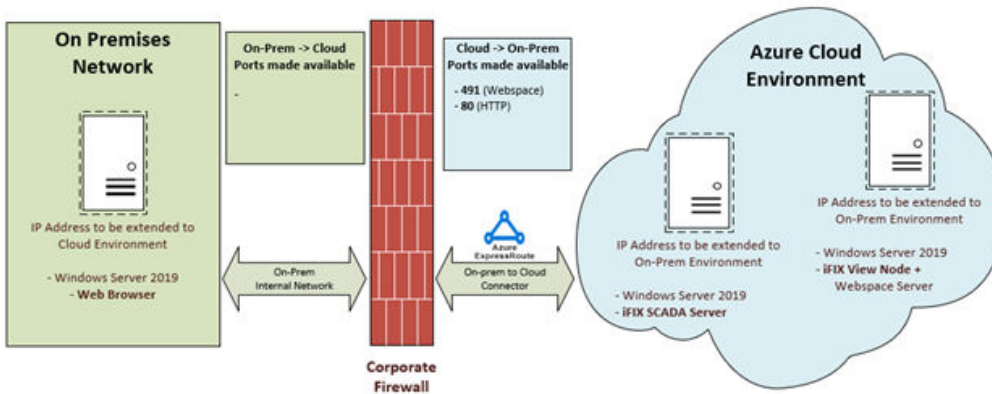 On Premises
Network
IP Address to be extended to
Cloud Environment
- Windows Server 2019
- Web Browser
On-Prem -> Cloud
Ports made available
-
On-Prem
Internal Network
Corporate
Firewall
Cloud -> On-Prem
Ports made available
- 491 (Webspace)
- 80 (HTTP)
Azure
ExpressRoute
On-prem to Cloud
Connector
Azure Cloud
Environment
IP Address to be extended to
On-Prem Environment
- Windows Server 2019
- iFIX SCADA Server
IP Address to be extended to
On-Prem Environment
- Windows Server 2019
- iFIX View Node +
Webspace Server